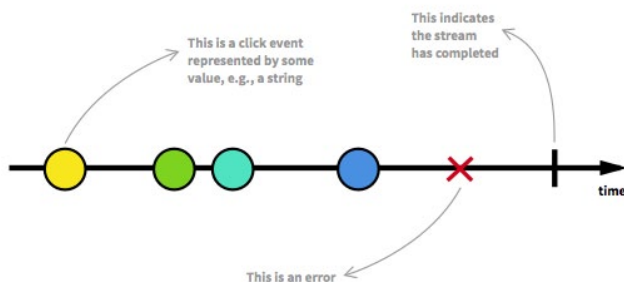 This is a click event
represented by some
value, e.g., a string
This indicates
the stream
has completed
time
This is an error